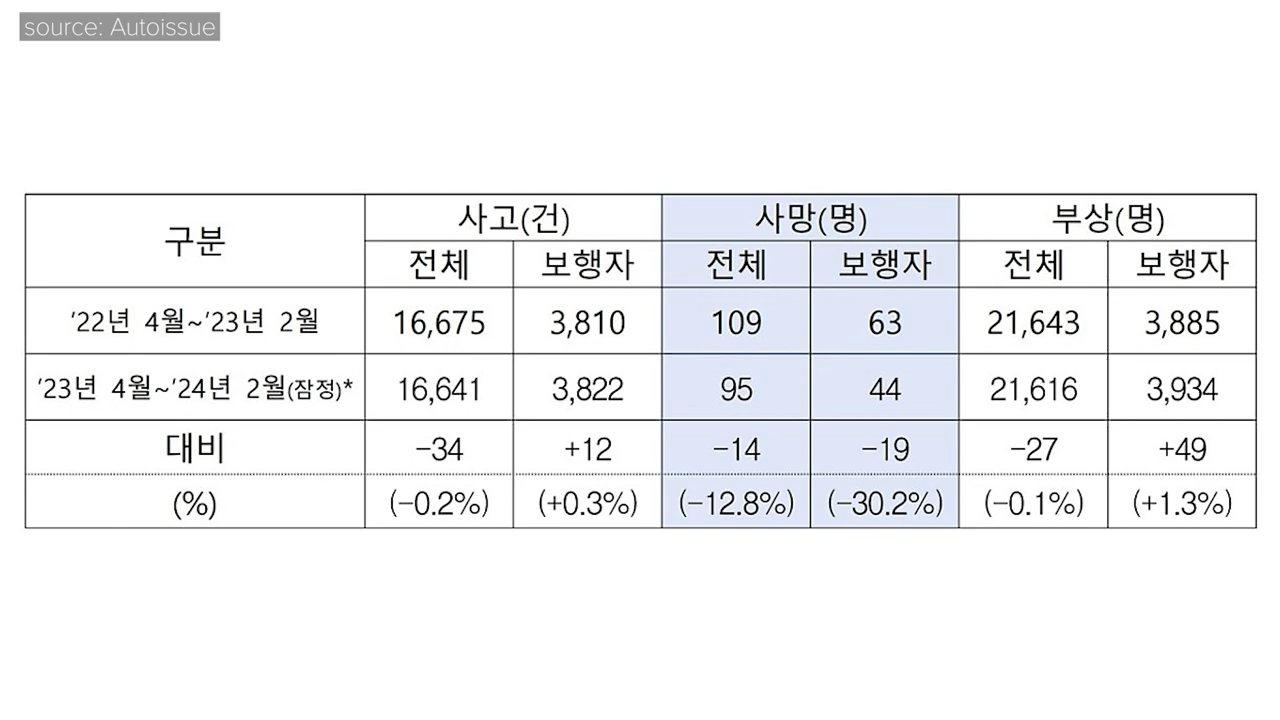 source: Autoissue
구분 사고(건) 사망(명) 부상(명)
전체 보행자 전체 보행자 전체 보행자
'22년 4월~'23년 2월 16,675 3,810 109 63 21,643 3,885
'23년 4월~'24년 2월(잠정)* 16,641 3,822 95 44 21,616 3,934
대비 -34 +12 -14 -19 -27 +49
(%) (-0.2%) (+0.3%) (-12.8%) (-30.2%) (-0.1%) (+1.3%)